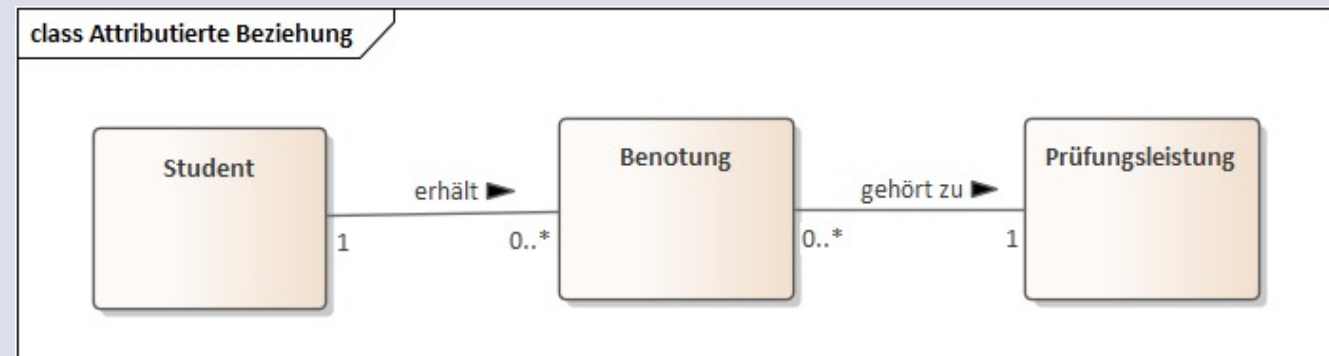 class Attributierte Beziehung
Student
erhält
1
0..*
Benotung
gehört zu
0..*
1
Prüfungsleistung